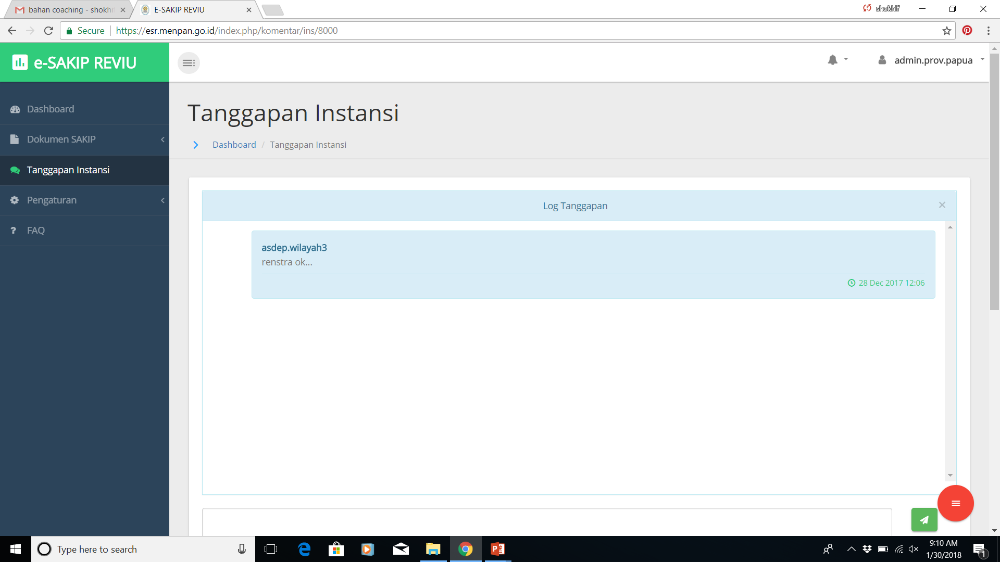 bahan coaching - shokhi
E-SAKIP REVIU
shokhif
Secure
https://esr.menpan.go.id/index.php/komentar/ins/8000
e-SAKIP REVIU
admin.prov.papua
Dashboard
Dokumen SAKIP
Tanggapan Instansi
Pengaturan
? FAQ
Tanggapan Instansi
Dashboard / Tanggapan Instansi
Log Tanggapan
asdep.wilayah3
renstra ok...
28 Dec 2017 12:06
Type here to search
9:10 AM
1/30/2018
1